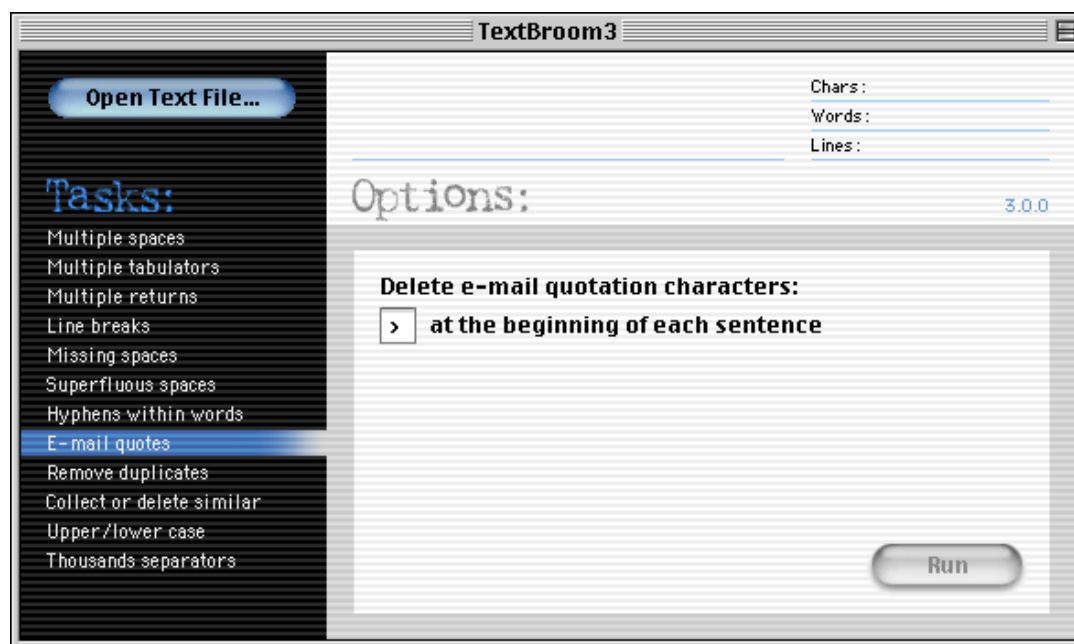 TextBroom3
Open Text File...
Chars:
Words:
Lines:
Tasks:
Options:
3.0.0
Multiple spaces
Multiple tabulators
Multiple returns
Line breaks
Missing spaces
Superfluous spaces
Hyphens within words
E-mail quotes
Remove duplicates
Collect or delete similar
Upper/lower case
Thousands separators
Delete e-mail quotation characters:
> at the beginning of each sentence
Run